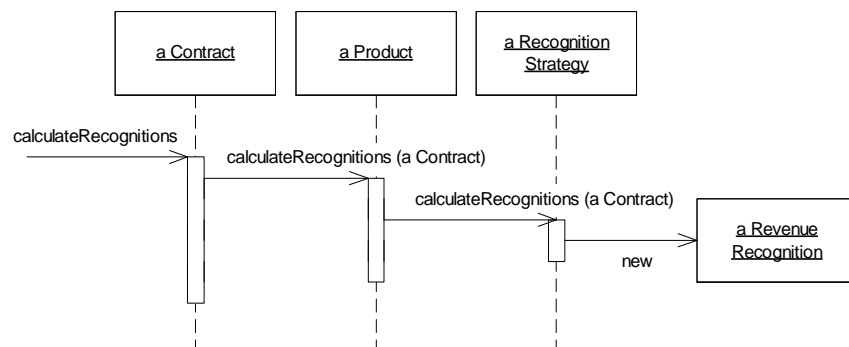 a Contract
a Product
a Recognition
Strategy
calculateRecognitions
calculateRecognitions (a Contract)
calculateRecognitions (a Contract)
a Revenue
Recognition
new